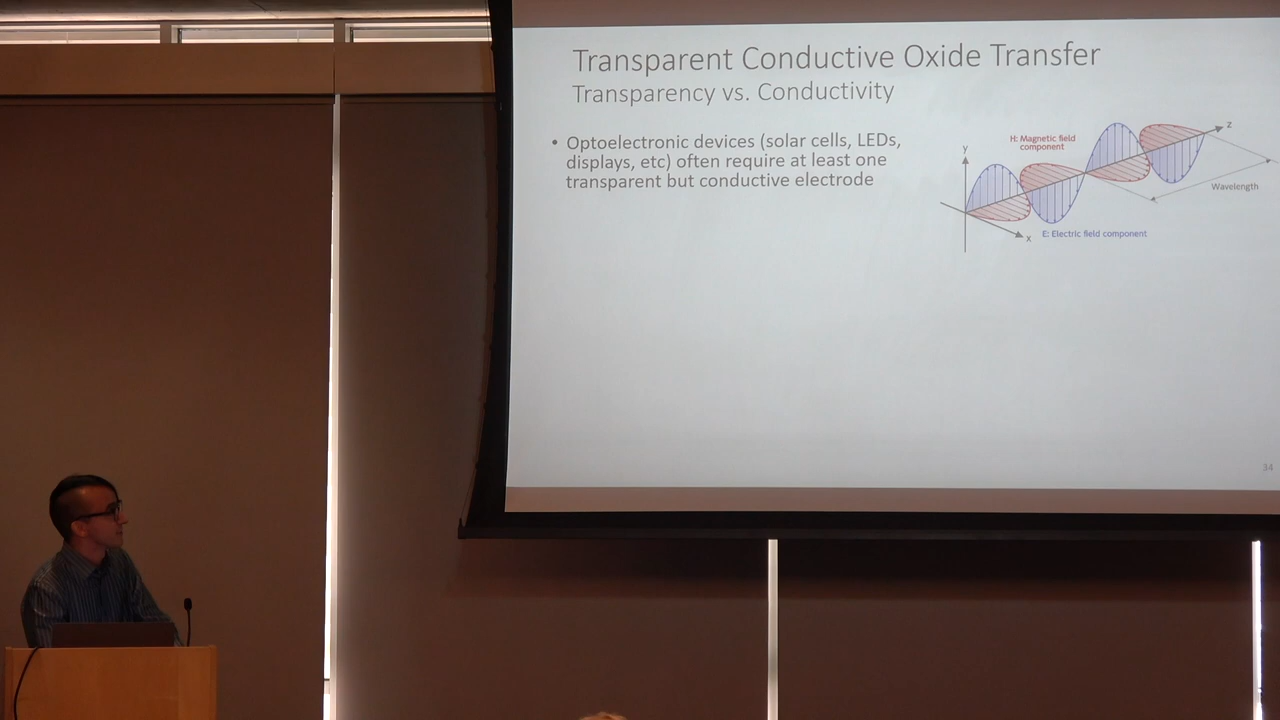 Transparent Conductive Oxide Transfer
Transparency vs. Conductivity
• Optoelectronic devices (solar cells, LEDs,
displays, etc) often require at least one
transparent but conductive electrode
H: Magnetic field
component
y
z
Wavelength
x
E: Electric field component
34